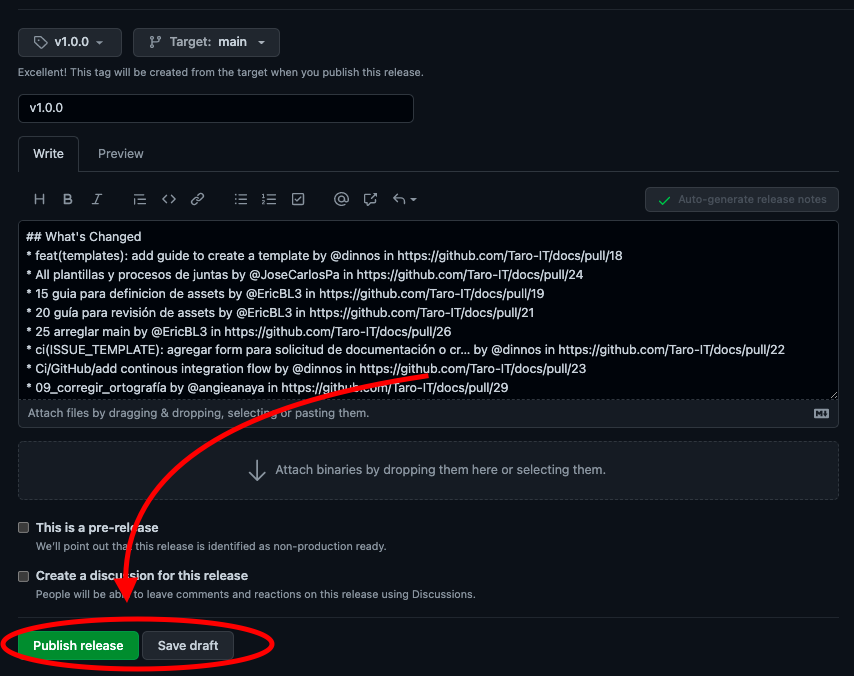 v1.0.0
Target: main
Excellent! This tag will be created from the target when you publish this release.
v1.0.0
Write
Preview
H B I
Auto-generate release notes
## What's Changed
* feat(templates): add guide to create a template by @dinnos in https://github.com/Taro-IT/docs/pull/18
* All plantillas y procesos de juntas by @JoseCarlosPa in https://github.com/Taro-IT/docs/pull/24
* 15 guia para definicion de assets by @EricBL3 in https://github.com/Taro-IT/docs/pull/19
* 20 guía para revisión de assets by @EricBL3 in https://github.com/Taro-IT/docs/pull/21
* 25 arreglar main by @EricBL3 in https://github.com/Taro-IT/docs/pull/26
* ci(ISSUE_TEMPLATE): agregar form para solicitud de documentación o cr... by @dinnos in https://github.com/Taro-IT/docs/pull/22
* Ci/GitHub/add continous integration flow by @dinnos in https://github.com/Taro-IT/docs/pull/23
* 09_corregir_ortografía by @angieanaya in https://github.com/Taro-IT/docs/pull/29
Attach files by dragging & dropping, selecting or pasting them.
Attach binaries by dropping them here or selecting them.
This is a pre-release
We'll point out that this release is identified as non-production ready.
Create a discussion for this release
People will be able to leave comments and reactions on this release using Discussions.
Publish release
Save draft